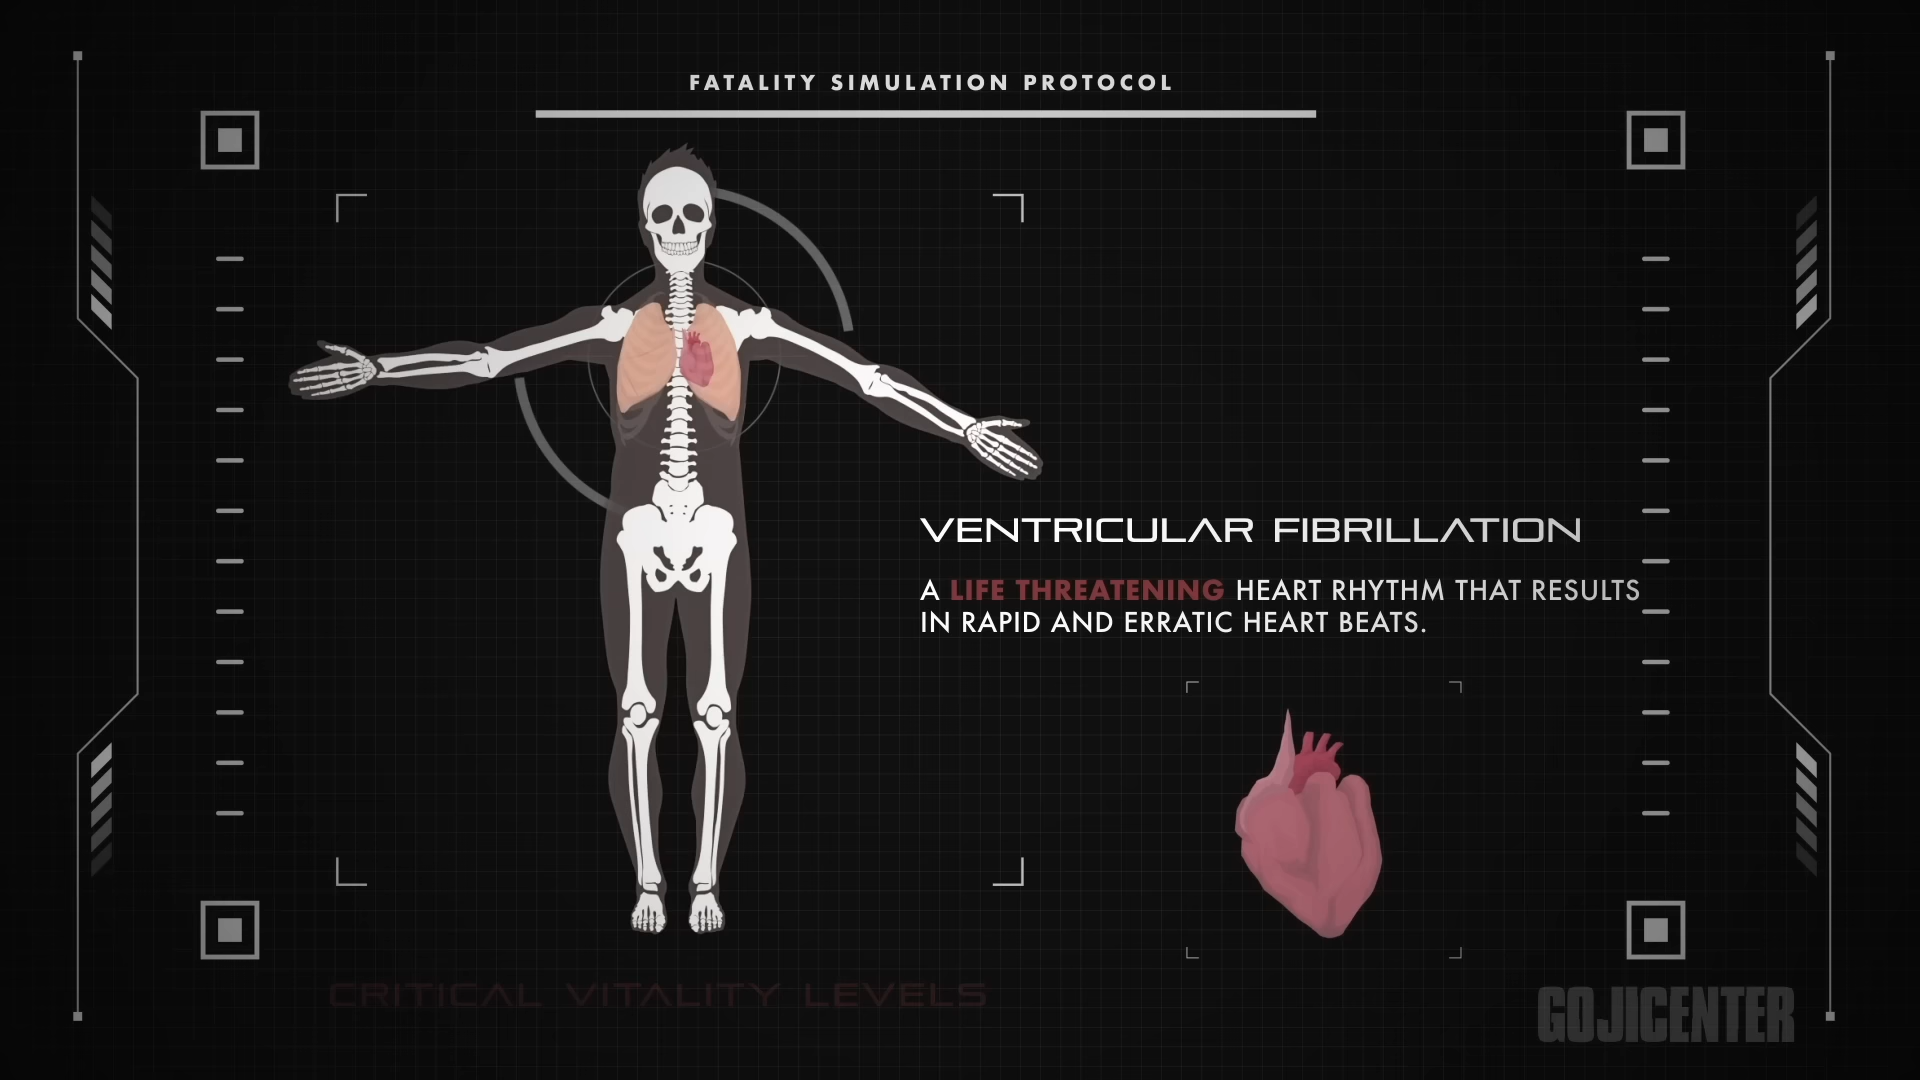 FATALITY SIMULATION PROTOCOL
VENTRICULAR FIBRILLATION
A LIFE THREATENING HEART RHYTHM THAT RESULTS
IN RAPID AND ERRATIC HEART BEATS.
CRITICAL VITALITY LEVELS
GOJICENTER